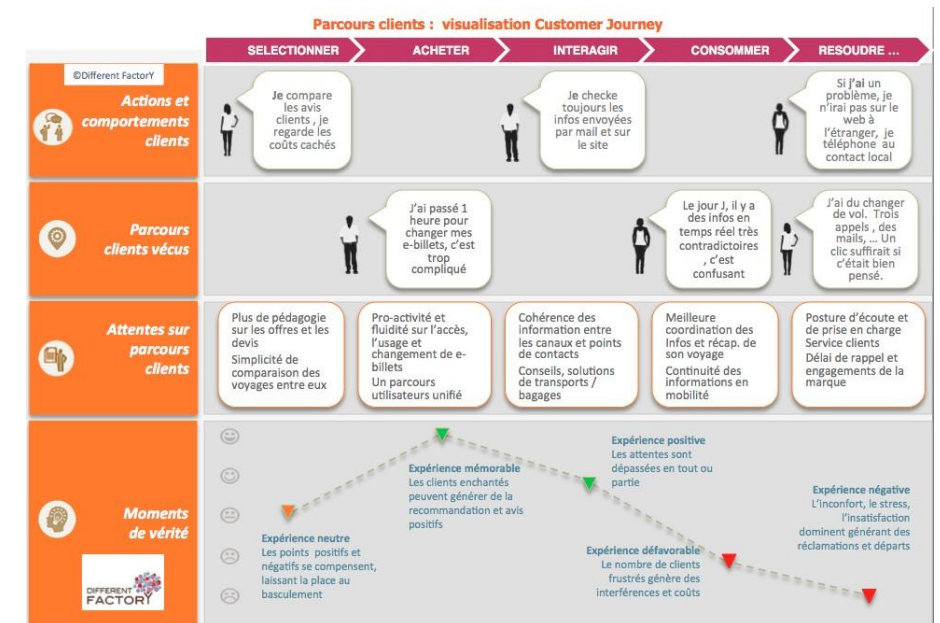 Parcours clients : visualisation Customer Journey
SELECTIONNER
ACHETER
INTERAGIR
CONSOMMER
RESOUDRE ...
©Different FactorY
Actions et
comportements
clients
Je compare
les avis
clients , je
regarde les
coûts cachés
Je checke
toujours les
infos envoyées
par mail et sur
le site
Si j’ai un
problème, je
n’irai pas sur le
web à
l’étranger, je
téléphone au
contact local
Parcours
clients vécus
J’ai passé 1
heure pour
changer mes
e-billets, c’est
trop
compliqué
Le jour J, il y a
des infos en
temps réel très
contradictoires
, c’est
confusant
J’ai du changer
de vol. Trois
appels , des
mails, ... Un
clic suffirait si
c’était bien
pensé.
Attentes sur
parcours
clients
Plus de pédagogie
sur les offres et les
devis
Simplicité de
comparaison des
voyages entre eux
Pro-activité et
fluidité sur l’accès,
l’usage et
changement de e-
billets
Un parcours
utilisateurs unifié
Cohérence des
information entre
les canaux et points
de contacts
Conseils, solutions
de transports /
bagages
Meilleure
coordination des
Infos et récap. de
son voyage
Continuité des
informations en
mobilité
Posture d’écoute et
de prise en charge
Service clients
Délai de rappel et
engagements de la
marque
Moments
de vérité
DIFFERENT
FACTORY
Expérience neutre
Les points positifs et
négatifs se compensent,
laissant la place au
basculement
Expérience mémorable
Les clients enchantés
peuvent générer de la
recommandation et avis
positifs
Expérience positive
Les attentes sont
dépassées en tout ou
partie
Expérience défavorable
Le nombre de clients
frustrés génère des
interférences et coûts
Expérience négative
L’inconfort, le stress,
l’insatisfaction
dominent générant des
réclamations et départs